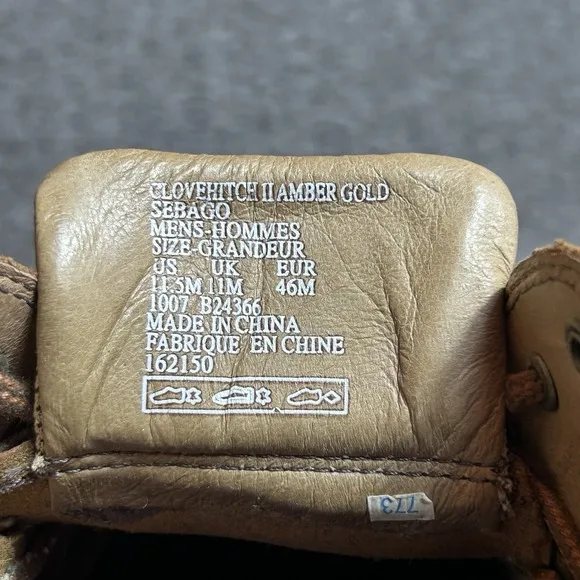 CLOVEHITCH II AMBER GOLD
SEBAGO
MENS-HOMMES
SIZE-GRANDEUR
US UK EUR
11.5M 11M 46M
1007 B24366
MADE IN CHINA
FABRIQUE EN CHINE
162150
773